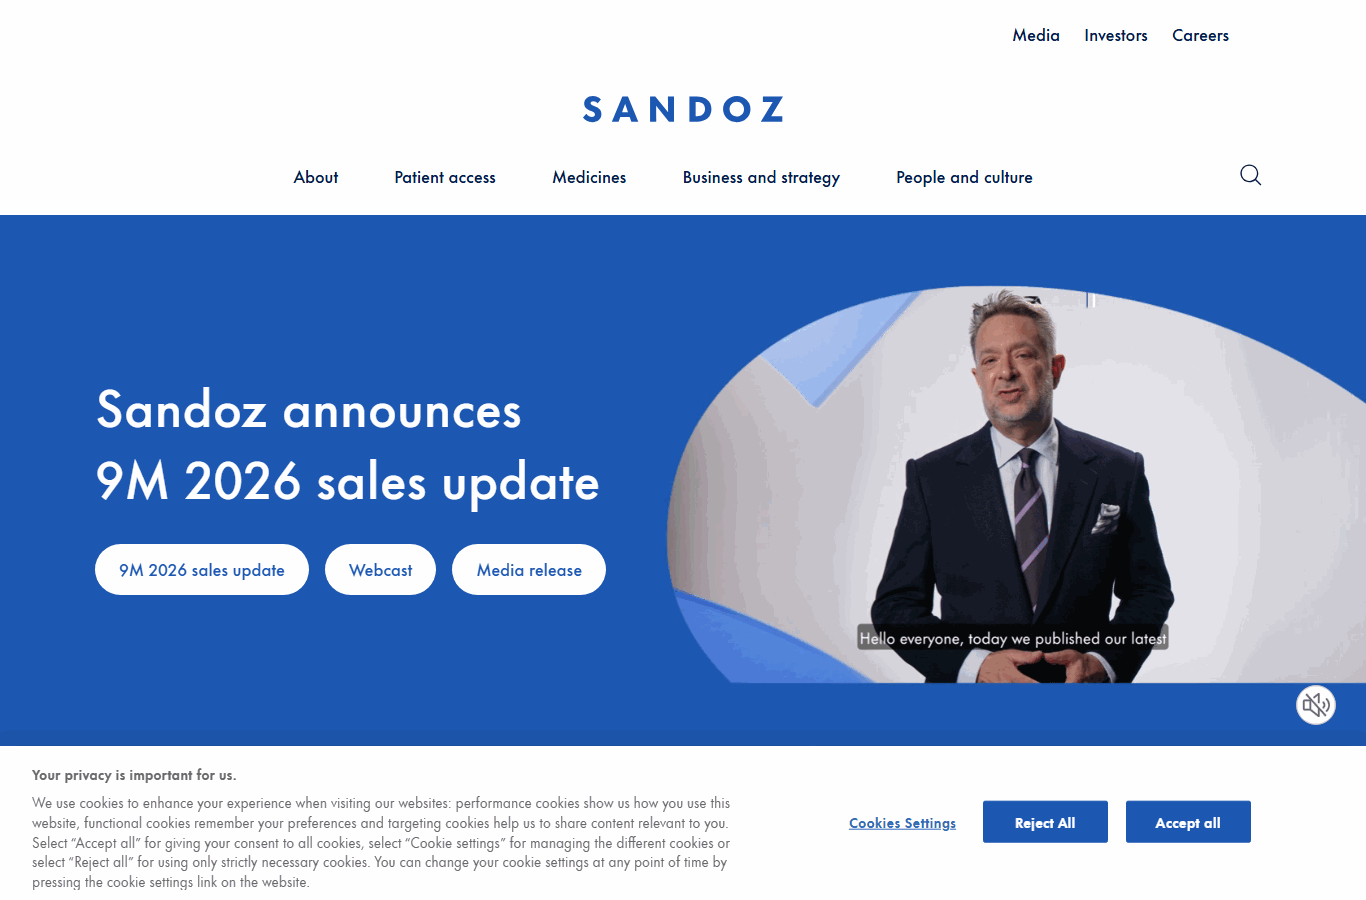 Media Investors Careers
SANDOZ
About Patient access Medicines Business and strategy People and culture
Sandoz announces
9M 2026 sales update
9M 2026 sales update Webcast Media release
Hello everyone, today we published our latest
Your privacy is important for us.
We use cookies to enhance your experience when visiting our websites: performance cookies show us how you use this
website, functional cookies remember your preferences and targeting cookies help us to share content relevant to you.
Select “Accept all” for giving your consent to all cookies, select “Cookie settings” for managing the different cookies or
select “Reject all” for using only strictly necessary cookies. You can change your cookie settings at any point of time by
pressing the cookie settings link on the website.
Cookies Settings Reject All Accept all